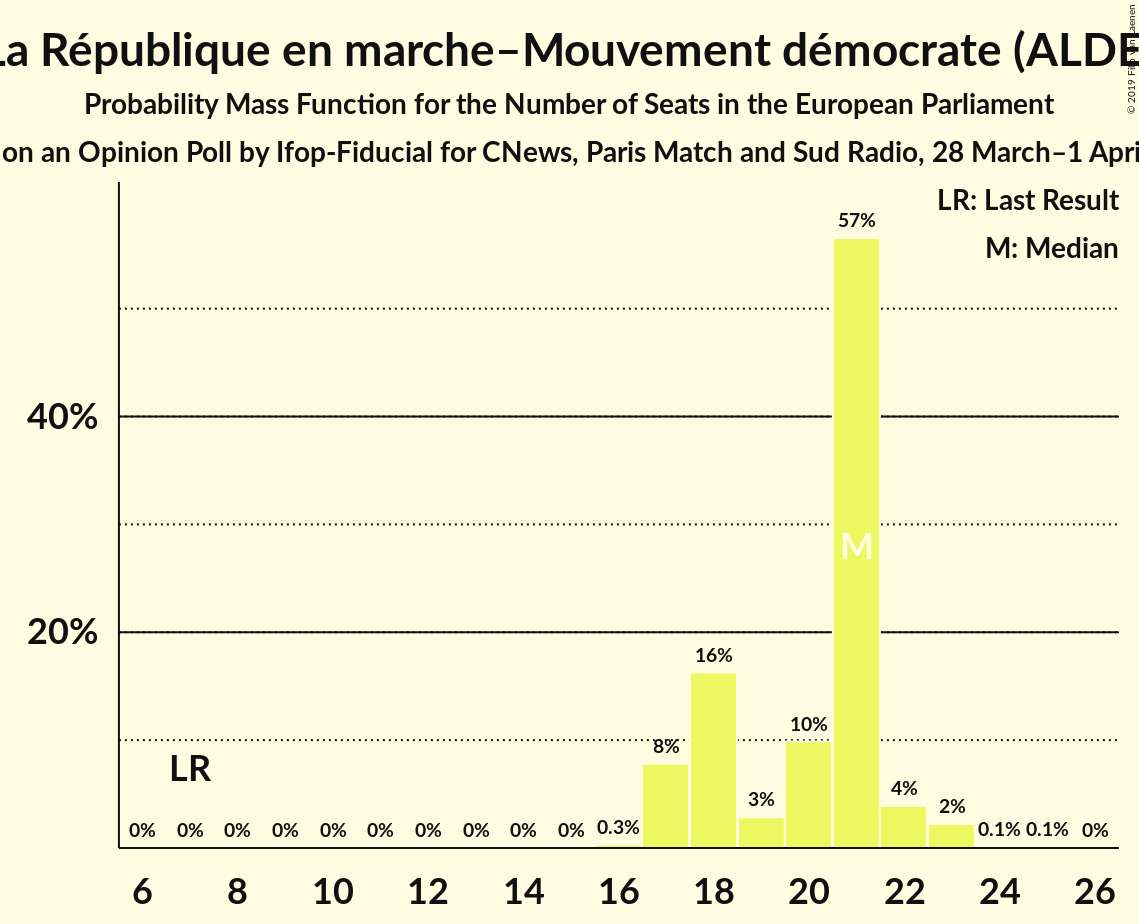 La République en marche–Mouvement démocrate (ALDE
Probability Mass Function for the Number of Seats in the European Parliament
on an Opinion Poll by Ifop-Fiducial for CNews, Paris Match and Sud Radio, 28 March–1 Apri
© 2019
LR: Last Result
M: Median
57%
40%
M
20%
16%
10%
8%
LR
3%
4%
2%
0% 0% 0% 0% 0% 0% 0% 0% 0% 0% 0.3% 0.1% 0.1% 0%
6 8 10 12 14 16 18 20 22 24 26